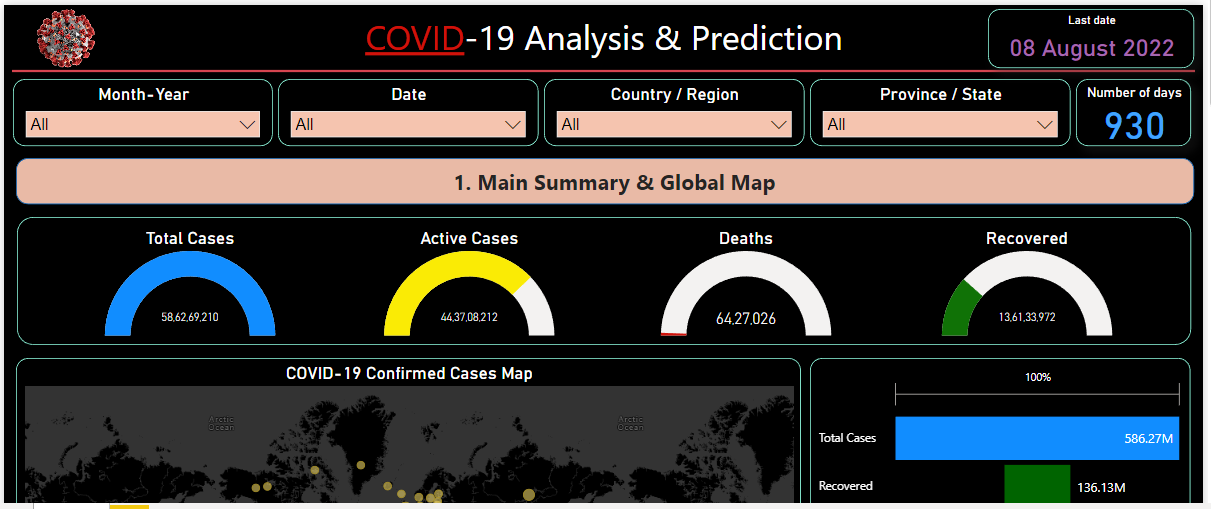 COVID-19 Analysis & Prediction
Last date
08 August 2022
Month-Year
All
Date
All
Country / Region
All
Province / State
All
Number of days
930
1. Main Summary & Global Map
Total Cases
58,62,69,210
Active Cases
44,37,08,212
Deaths
64,27,026
Recovered
13,61,33,972
COVID-19 Confirmed Cases Map
Arctic
Ocean
Arctic
Ocean
100%
Total Cases
586.27M
Recovered
136.13M